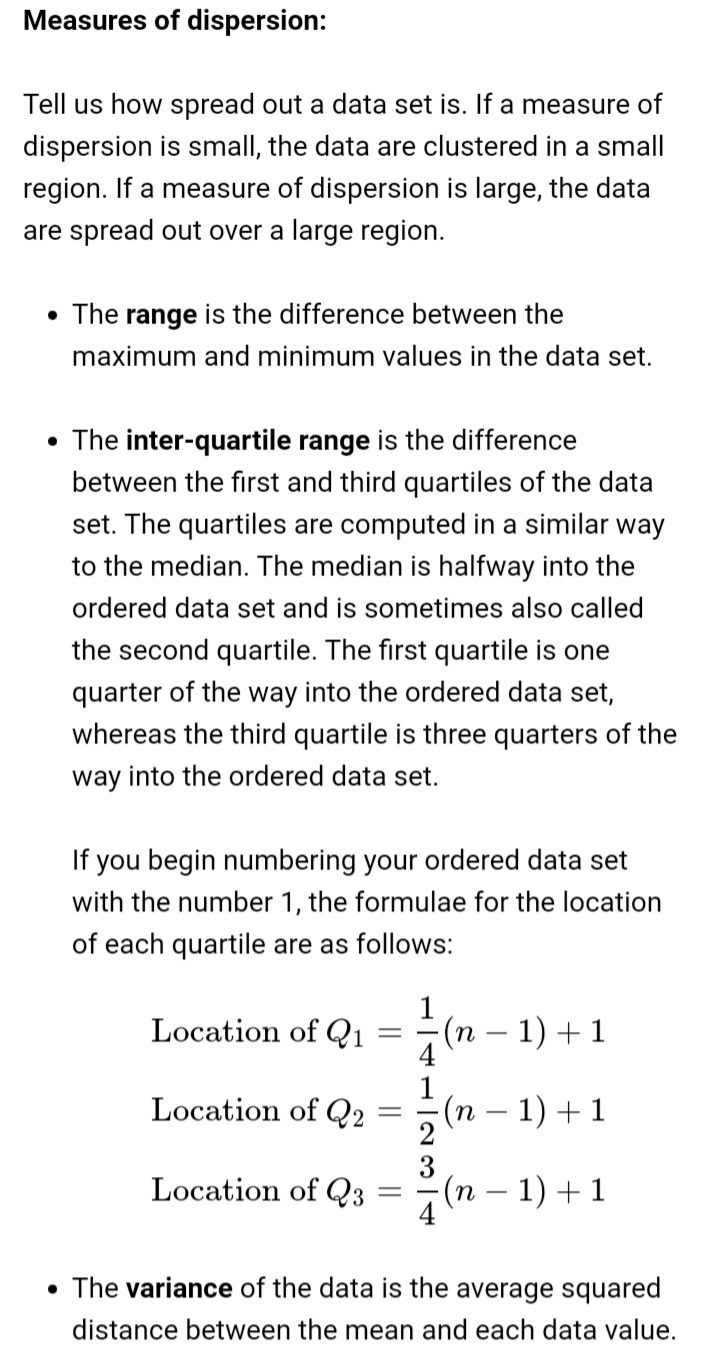 Measures of dispersion:
Tell us how spread out a data set is. If a measure of
dispersion is small, the data are clustered in a small
region. If a measure of dispersion is large, the data
are spread out over a large region.
• The range is the difference between the
maximum and minimum values in the data set.
• The inter-quartile range is the difference
between the first and third quartiles of the data
set. The quartiles are computed in a similar way
to the median. The median is halfway into the
ordered data set and is sometimes also called
the second quartile. The first quartile is one
quarter of the way into the ordered data set,
whereas the third quartile is three quarters of the
way into the ordered data set.
If you begin numbering your ordered data set
with the number 1, the formulae for the location
of each quartile are as follows:
Location of Q₁ = 1/4 (n − 1) + 1
Location of Q₂ = 1/2 (n − 1) + 1
Location of Q₃ = 3/4 (n − 1) + 1
• The variance of the data is the average squared
distance between the mean and each data value.